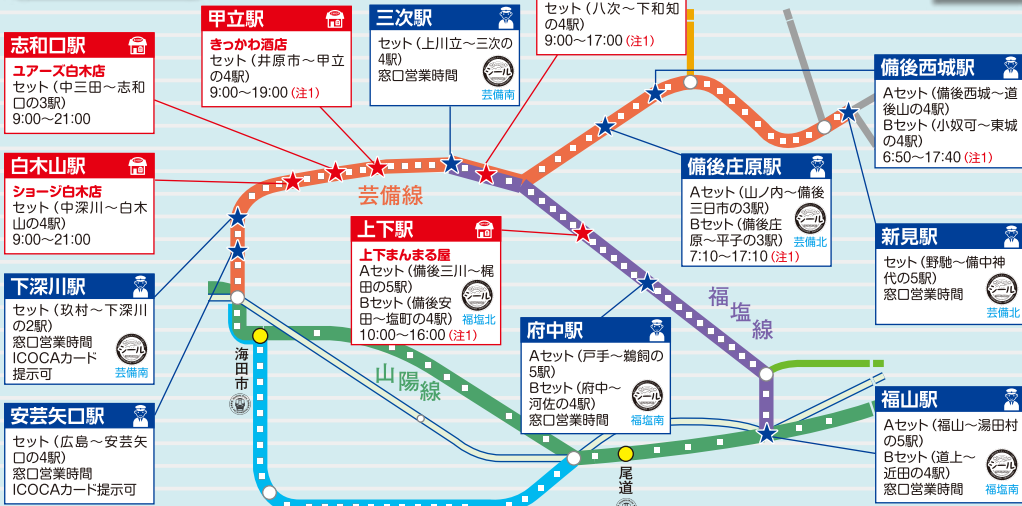 志和口駅
ユアーズ白木店
セット（中三田～志和
口の3駅）
9:00～21:00
甲立駅
きっかわ酒店
セット（井原市～甲立
の4駅）
9:00～19:00（注1）
三次駅
セット（上川立～三次の
4駅）
窓口営業時間
シール
芸備南
セット（八次～下和知
の4駅）
9:00～17:00（注1）
備後西城駅
Aセット（備後西城～道
後山の4駅）
Bセット（小奴可～東城
の4駅）
6:50～17:40（注1）
白木山駅
ショージ白木店
セット（中深川～白木
山の4駅）
9:00～21:00
芸備線
備後庄原駅
Aセット（山ノ内～備後
三日市の3駅）
Bセット（備後庄
原～平子の3駅）
7:10～17:10（注1）
シール
芸備北
上下駅
上下まんまる屋
Aセット（備後三川～梶
田の5駅）
Bセット（備後安
田～塩町の4駅）
10:00～16:00（注1）
シール
福塩北
新見駅
セット（野馳～備中神
代の5駅）
窓口営業時間
シール
芸備北
下深川駅
セット（玖村～下深川
の2駅）
窓口営業時間
ICOCAカード
提示可
シール
芸備南
福塩線
府中駅
Aセット（戸手～鵜飼の
5駅）
Bセット（府中～
河佐の4駅）
窓口営業時間
シール
福塩南
海田市
山陽線
安芸矢口駅
セット（広島～安芸矢
口の4駅）
窓口営業時間
ICOCAカード提示可
福山駅
Aセット（福山～湯田村
の5駅）
Bセット（道上～
近田の4駅）
窓口営業時間
シール
福塩南
尾道